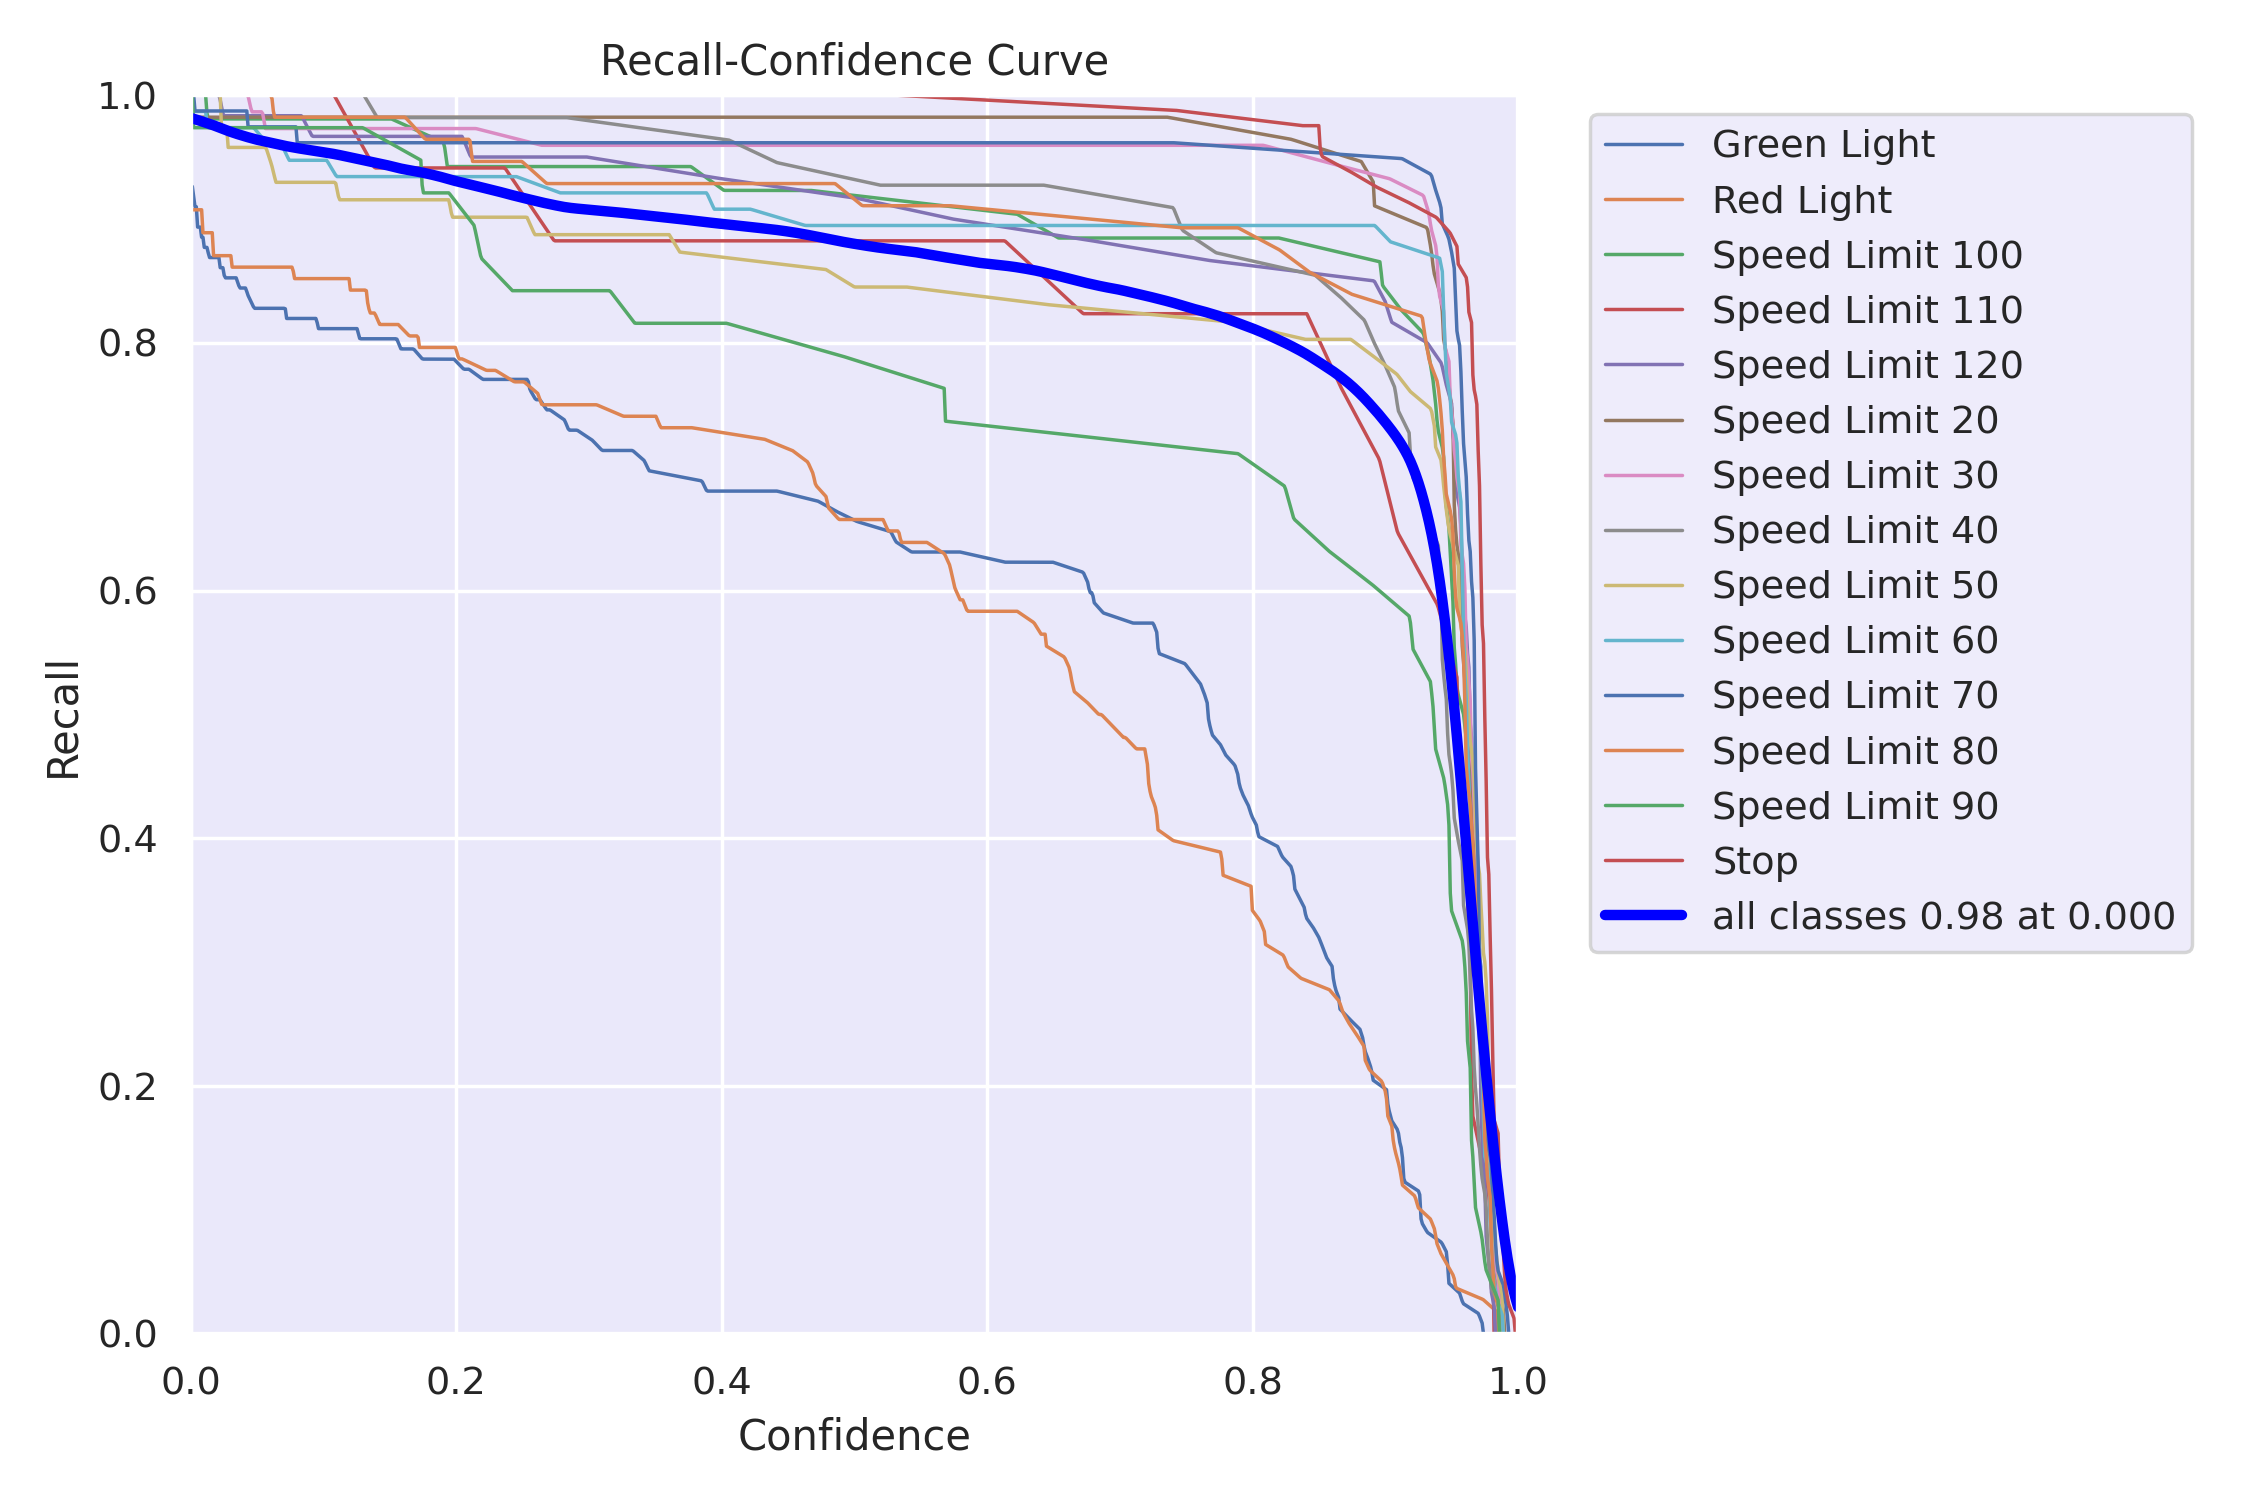 Recall-Confidence Curve
1.0
0.8
0.6
0.4
0.2
0.0
Recall
0.0 0.2 0.4 0.6 0.8 1.0
Confidence
Green Light
Red Light
Speed Limit 100
Speed Limit 110
Speed Limit 120
Speed Limit 20
Speed Limit 30
Speed Limit 40
Speed Limit 50
Speed Limit 60
Speed Limit 70
Speed Limit 80
Speed Limit 90
Stop
all classes 0.98 at 0.000